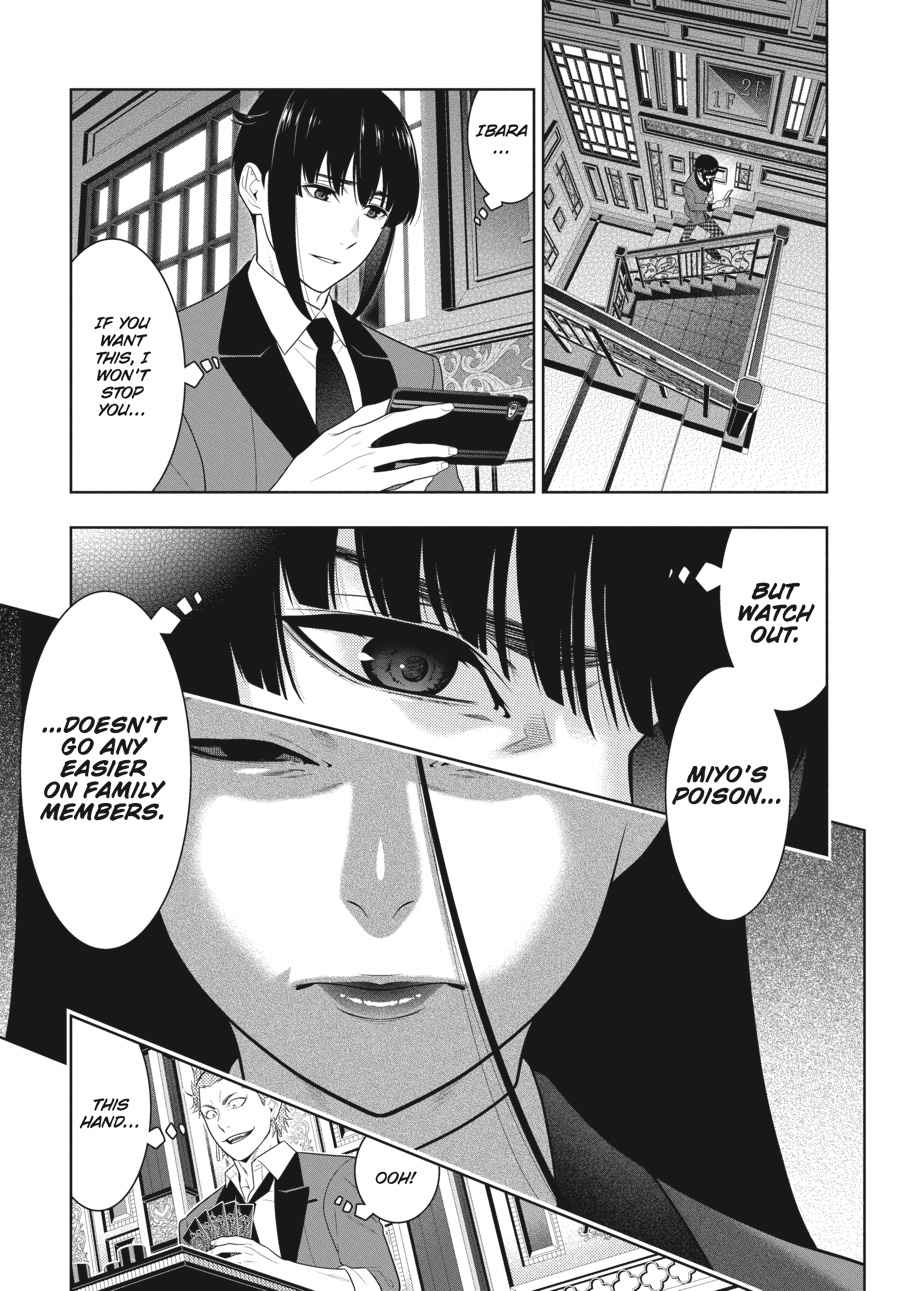 2F
1F
IBARA
...
IF YOU
WANT
THIS, I
WON'T
STOP
YOU...
BUT
WATCH
OUT.
MIYO'S
POISON...
...DOESN'T
GO ANY
EASIER
ON FAMILY
MEMBERS.
OOH!
THIS
HAND...